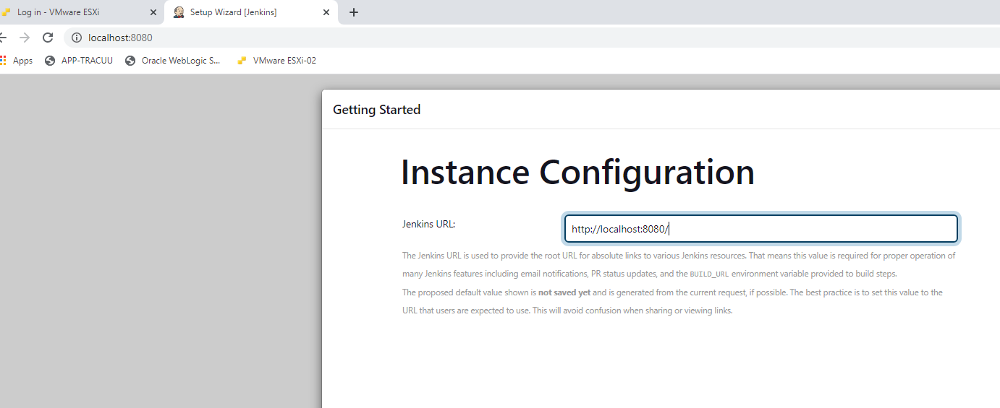 Log in - VMware ESXi
Setup Wizard [Jenkins]
localhost:8080
Apps
APP-TRACUU
Oracle WebLogic S...
VMware ESXi-02
Getting Started
Instance Configuration
Jenkins URL:
http://localhost:8080/
The Jenkins URL is used to provide the root URL for absolute links to various Jenkins resources. That means this value is required for proper operation of
many Jenkins features including email notifications, PR status updates, and the BUILD_URL environment variable provided to build steps.
The proposed default value shown is not saved yet and is generated from the current request, if possible. The best practice is to set this value to the
URL that users are expected to use. This will avoid confusion when sharing or viewing links.